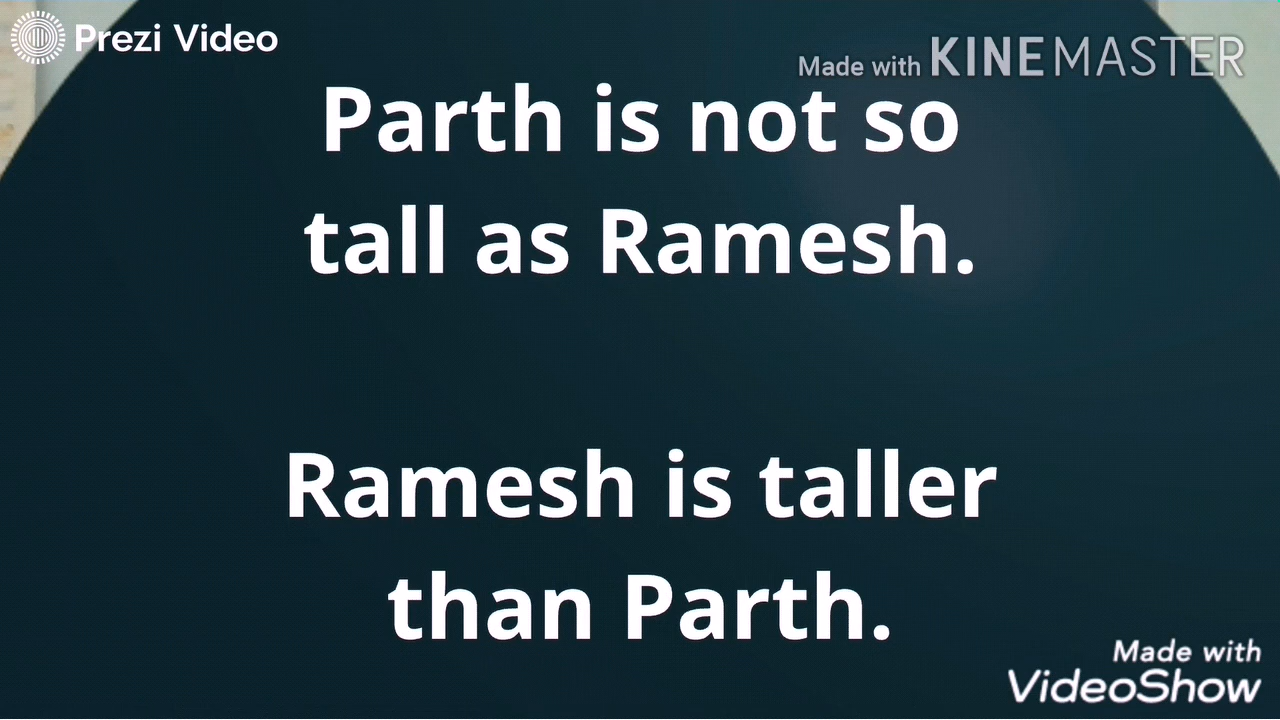 Prezi Video
Made with KINEMASTER
Parth is not so
tall as Ramesh.
Ramesh is taller
than Parth.
Made with
VideoShow